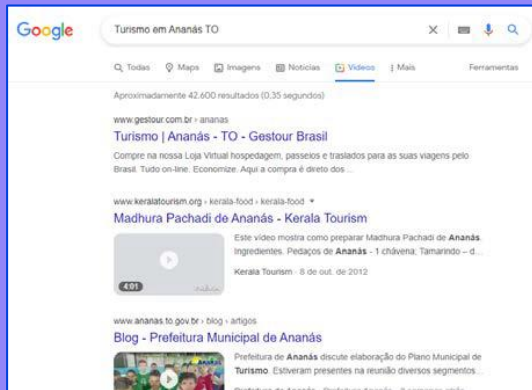 Google
Turismo em Ananás TO
Todas Maps Imagens Notícias Vídeos Mais Ferramentas
Aproximadamente 42.600 resultados (0,35 segundos)
www.gestour.com.br › ananas
Turismo | Ananás - TO - Gestour Brasil
Compre na nossa Loja Virtual hospedagem, passeios e traslados para as suas viagens pelo
Brasil. Tudo on-line. Economize. Aqui a compra é direto dos ...
www.keralatourism.org › kerala-food › kerala-food
Madhura Pachadi de Ananás - Kerala Tourism
Este vídeo mostra como preparar Madhura Pachadi de Ananás.
Ingredientes. Pedaços de Ananás - 1 chávena; Tamarindo – d...
Kerala Tourism · 8 de out. de 2012
4:01
www.ananas.to.gov.br › blog › artigos
Blog - Prefeitura Municipal de Ananás
Prefeitura de Ananás discute elaboração do Plano Municipal de
Turismo. Estiveram presentes na reunião diversos segmentos...